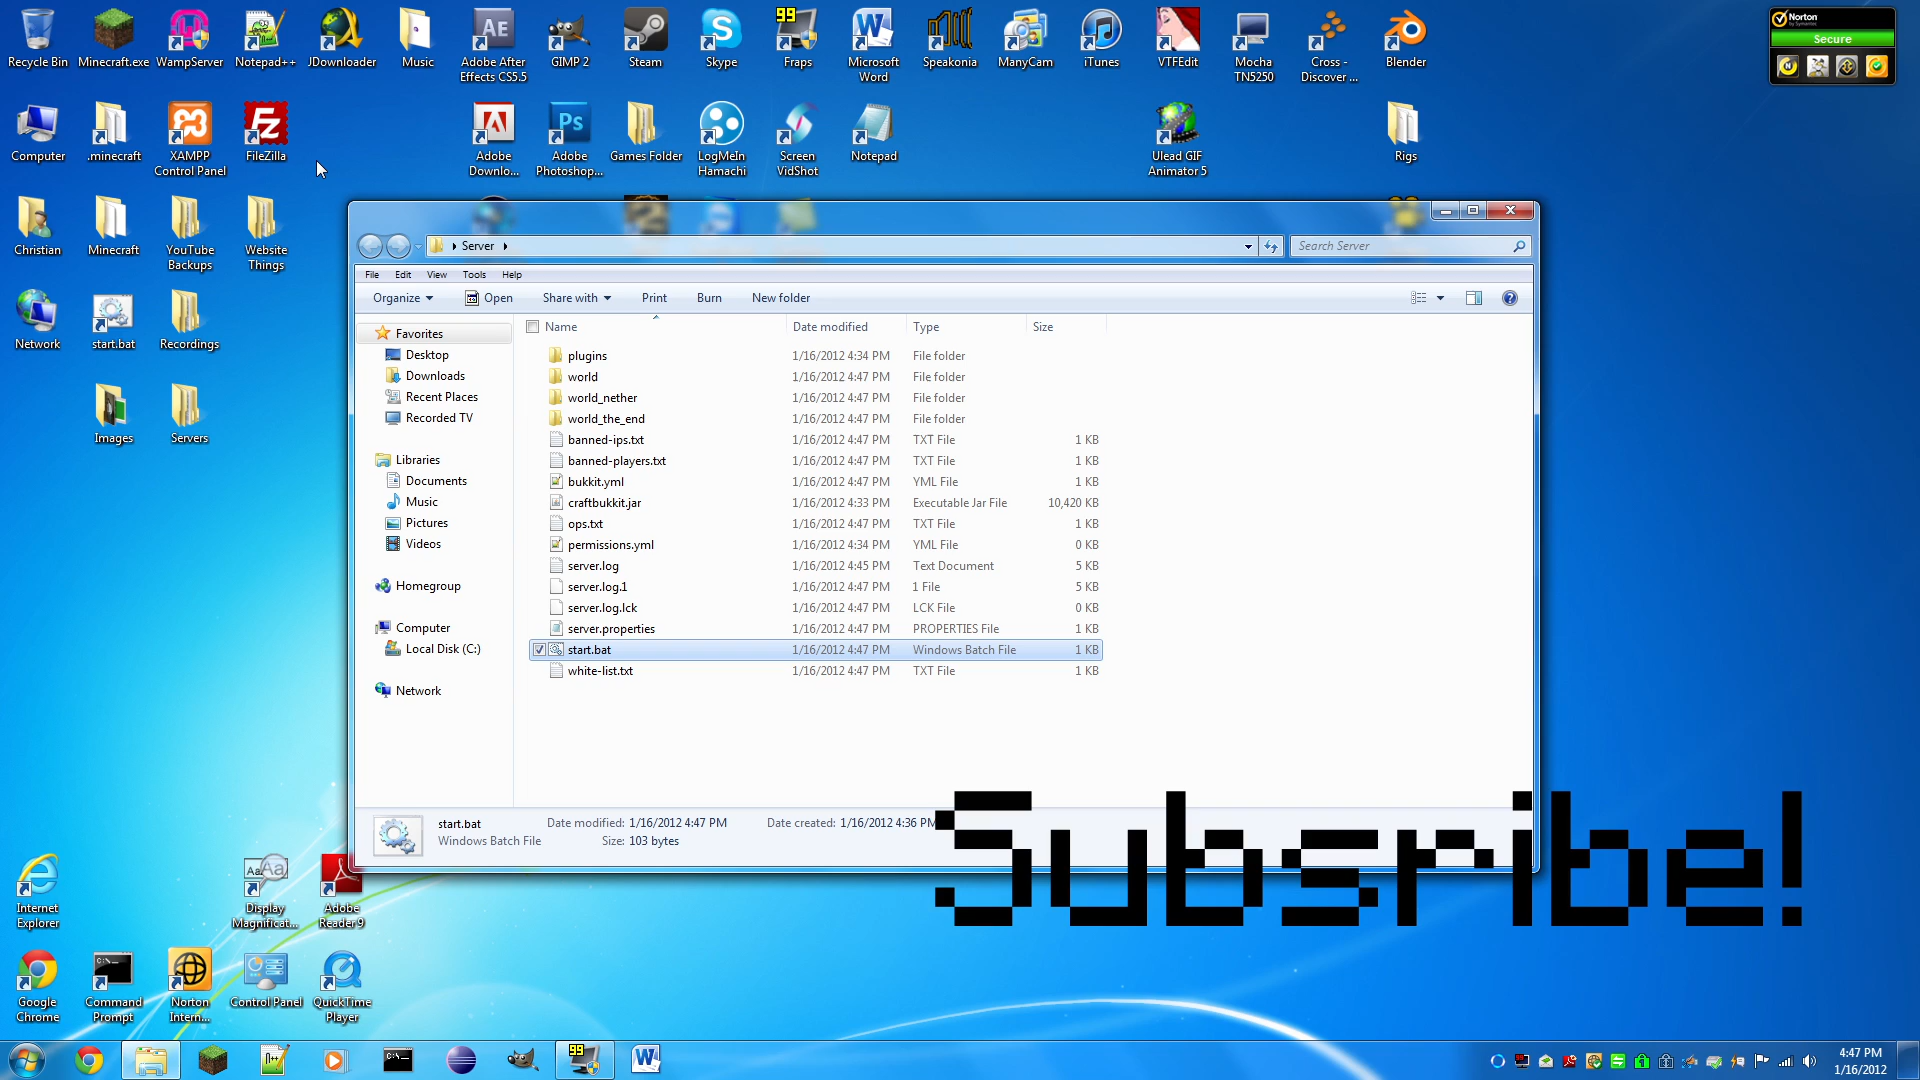 Recycle Bin
Minecraft.exe
WampServer
Notepad++
JDownloader
Music
Adobe After
Effects CS5.5
GIMP 2
Steam
Skype
99
Fraps
Microsoft
Word
Speakonia
ManyCam
iTunes
VTFEdit
Mocha
TN5250
Cross -
Discover ...
Blender
Norton
by Symantec
Secure
Computer
.minecraft
XAMPP
Control Panel
FileZilla
Adobe
Downlo...
Adobe
Photoshop...
Games Folder
LogMeIn
Hamachi
Screen
VidShot
Notepad
Ulead GIF
Animator 5
Rigs
Christian
Minecraft
YouTube
Backups
Website
Things
Network
start.bat
Recordings
Images
Servers
Server
Search Server
File Edit View Tools Help
Organize Open Share with Print Burn New folder
Favorites
Desktop
Downloads
Recent Places
Recorded TV
Libraries
Documents
Music
Pictures
Videos
Homegroup
Computer
Local Disk (C:)
Network
Name Date modified Type Size
plugins 1/16/2012 4:34 PM File folder
world 1/16/2012 4:47 PM File folder
world_nether 1/16/2012 4:47 PM File folder
world_the_end 1/16/2012 4:47 PM File folder
banned-ips.txt 1/16/2012 4:47 PM TXT File 1 KB
banned-players.txt 1/16/2012 4:47 PM TXT File 1 KB
bukkit.yml 1/16/2012 4:47 PM YML File 1 KB
craftbukkit.jar 1/16/2012 4:33 PM Executable Jar File 10,420 KB
ops.txt 1/16/2012 4:47 PM TXT File 1 KB
permissions.yml 1/16/2012 4:34 PM YML File 0 KB
server.log 1/16/2012 4:45 PM Text Document 5 KB
server.log.1 1/16/2012 4:47 PM 1 File 5 KB
server.log.lck 1/16/2012 4:47 PM LCK File 0 KB
server.properties 1/16/2012 4:47 PM PROPERTIES File 1 KB
start.bat 1/16/2012 4:47 PM Windows Batch File 1 KB
white-list.txt 1/16/2012 4:47 PM TXT File 1 KB
start.bat Date modified: 1/16/2012 4:47 PM Date created: 1/16/2012 4:36 PM
Windows Batch File Size: 103 bytes
Subsribe!
Internet
Explorer
Display
Magnificat...
Adobe
Reader 9
Google
Chrome
Command
Prompt
Norton
Intern...
Control Panel
QuickTime
Player
99
4:47 PM
1/16/2012